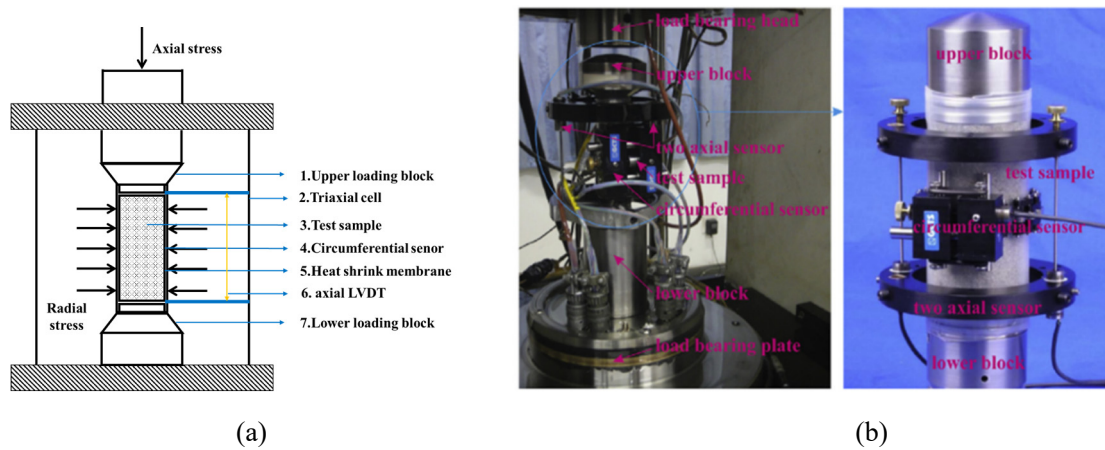 Axial stress
1.Upper loading block
2.Triaxial cell
3.Test sample
4.Circumferential senor
5.Heat shrink membrane
6. axial LVDT
7.Lower loading block
Radial
stress
(a)
load bearing head
upper block
two axial sensor
test sample
circumferential sensor
lower block
load bearing plate
upper block
test sample
circumferential sensor
two axial sensor
lower block
(b)